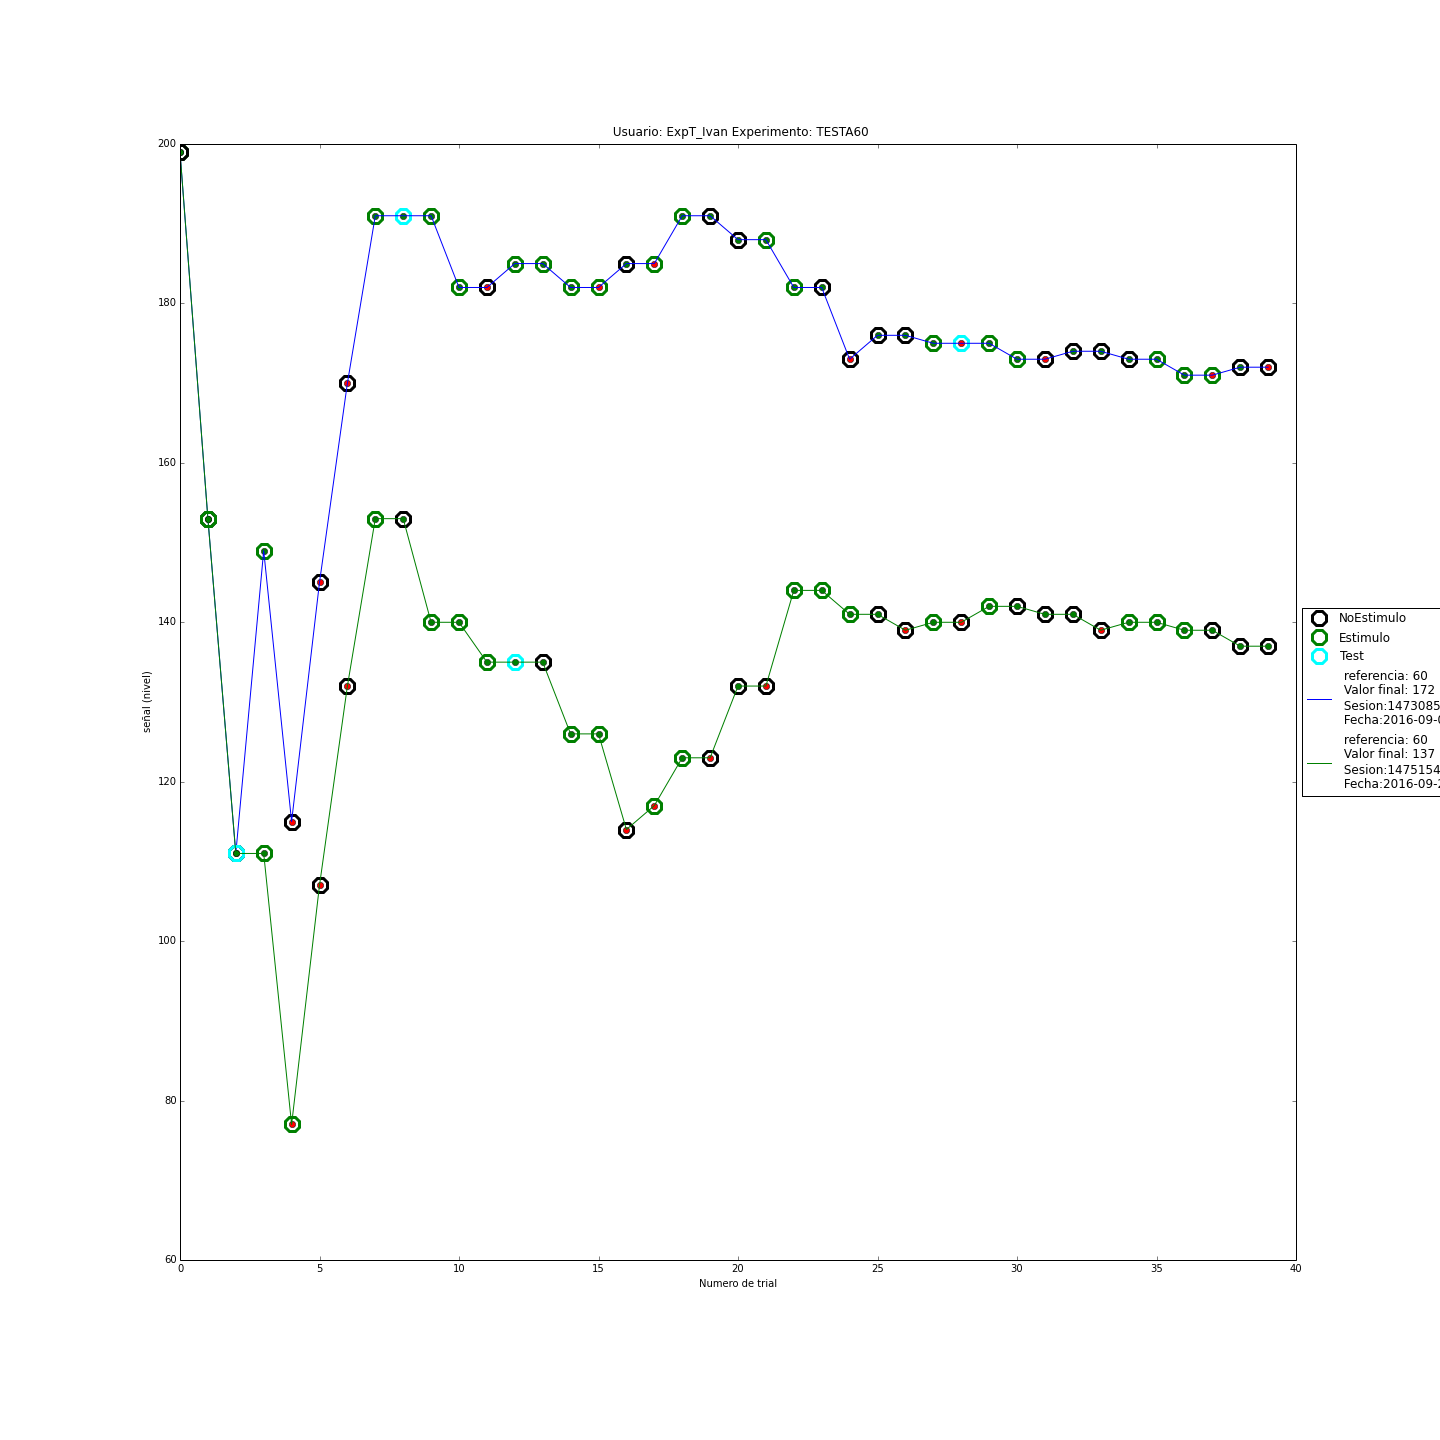 Usuario: ExpT_Ivan Experimento: TESTA60
200
180
160
140
120
100
80
60
señal (nivel)
0 5 10 15 20 25 30 35 40
Numero de trial
NoEstimulo
Estimulo
Test
referencia: 60
Valor final: 172
Sesion:1473085
Fecha:2016-09-0
referencia: 60
Valor final: 137
Sesion:1475154
Fecha:2016-09-2